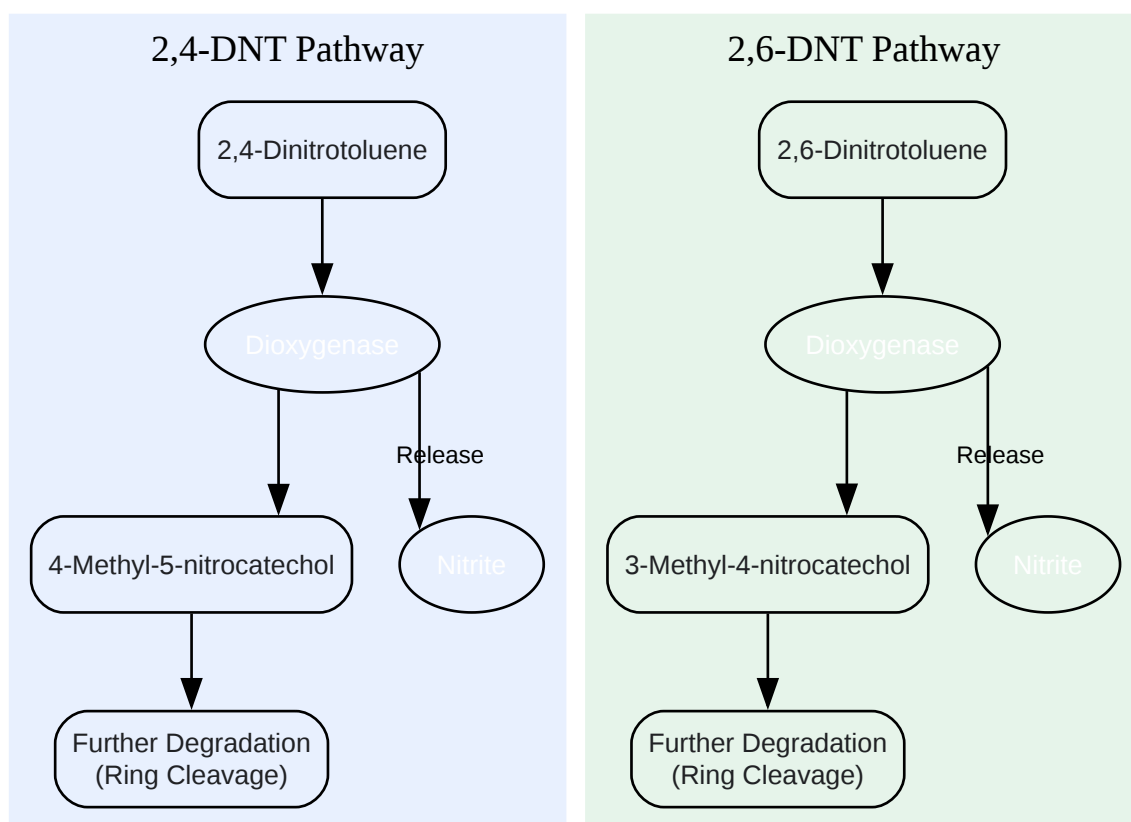 2,4-DNT Pathway
2,4-Dinitrotoluene
Dioxygenase
Release
4-Methyl-5-nitrocatechol
Nitrite
Further Degradation
(Ring Cleavage)
2,6-DNT Pathway
2,6-Dinitrotoluene
Dioxygenase
Release
3-Methyl-4-nitrocatechol
Nitrite
Further Degradation
(Ring Cleavage)